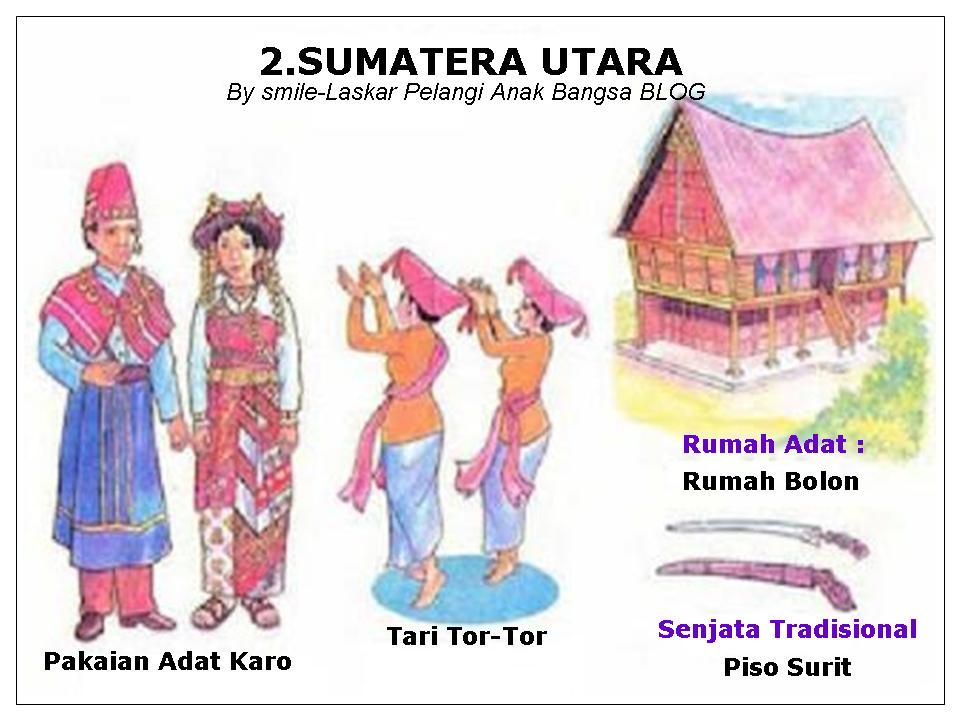 2.SUMATERA UTARA
By smile-Laskar Pelangi Anak Bangsa BLOG
Rumah Adat :
Rumah Bolon
Senjata Tradisional
Piso Surit
Tari Tor-Tor
Pakaian Adat Karo